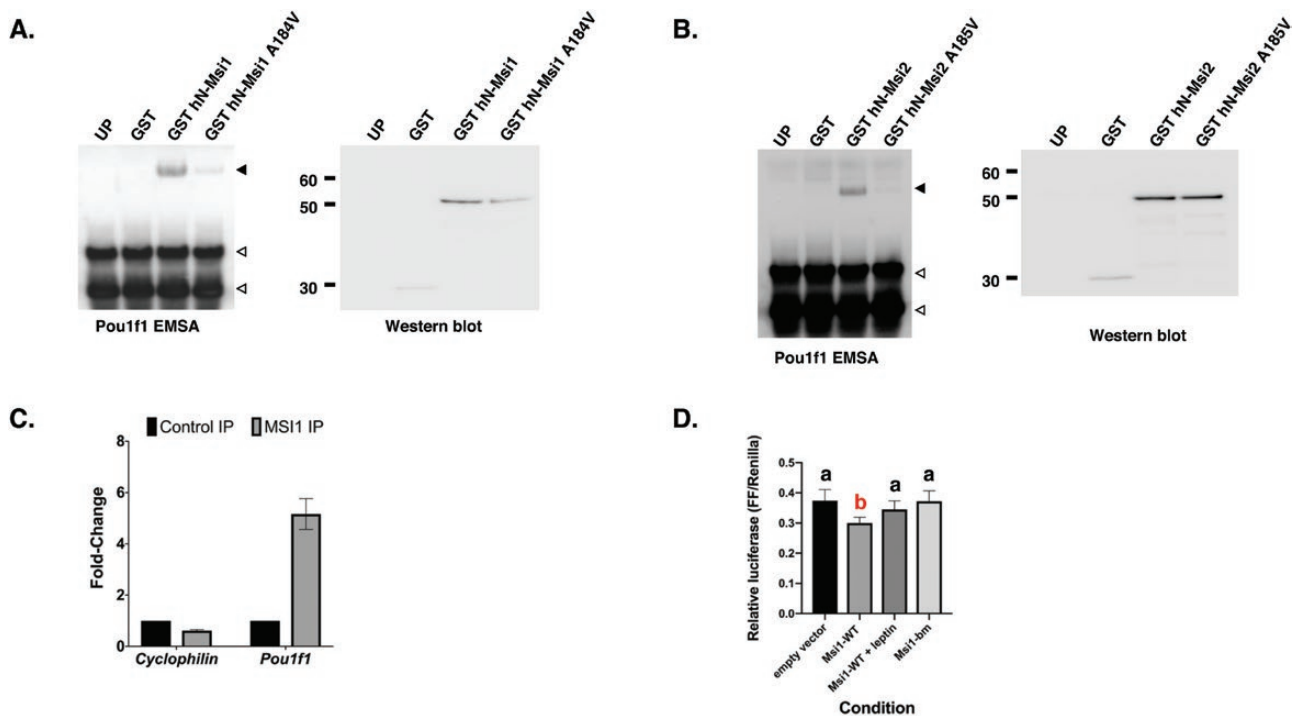 A.
UP
GST
GST hN-Msi1
GST hN-Msi1 A184V
UP
GST
GST hN-Msi1
GST hN-Msi1 A184V
60
50
30
Pou1f1 EMSA
Western blot
B.
UP
GST
GST hN-Msi2
GST hN-Msi2 A185V
UP
GST
GST hN-Msi2
GST hN-Msi2 A185V
60
50
30
Pou1f1 EMSA
Western blot
C.
Control IP
MSI1 IP
Fold-Change
8
6
4
2
0
Cyclophilin
Pou1f1
D.
Relative luciferase (FF/Renilla)
0.5
0.4
0.3
0.2
0.1
0.0
a
b
a
a
empty vector
Msi1-WT
Msi1-WT + leptin
Msi1-bm
Condition